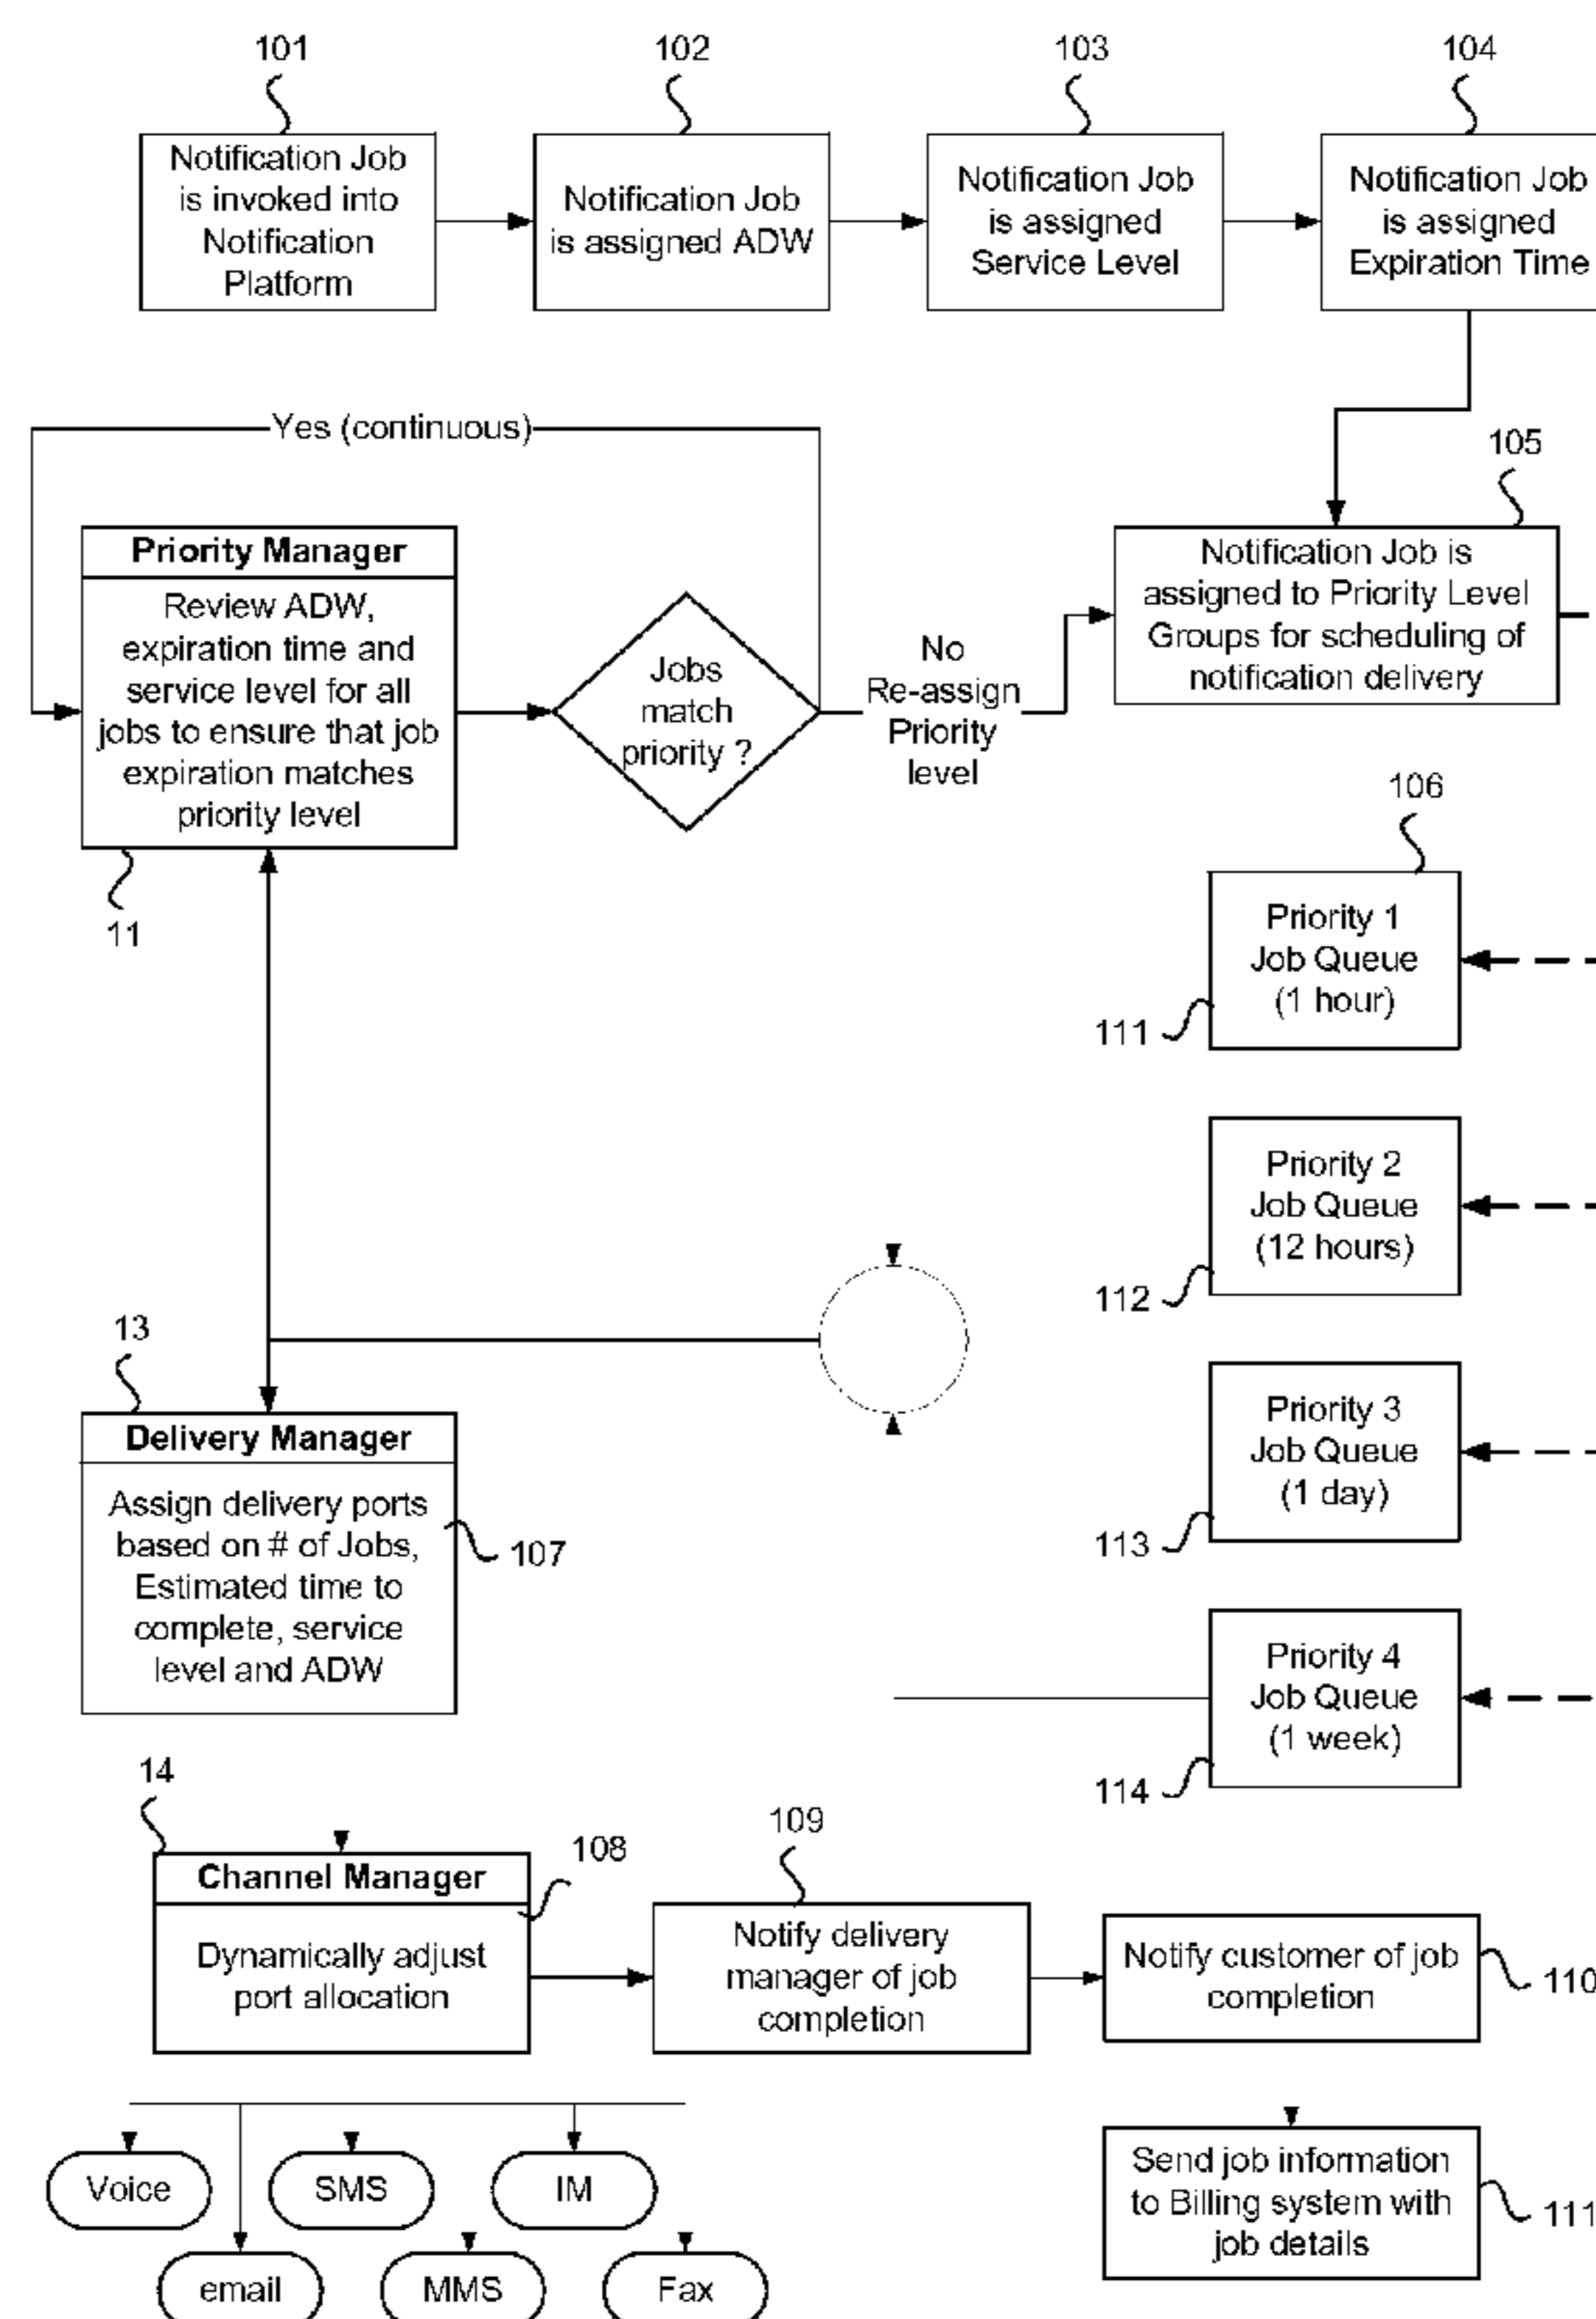 101
102
103
104
Notification Job
is invoked into
Notification
Platform
Notification Job
is assigned ADW
Notification Job
is assigned
Service Level
Notification Job
is assigned
Expiration Time
Yes (continuous)
105
Priority Manager
Review ADW,
expiration time and
service level for all
jobs to ensure that job
expiration matches
priority level
11
Jobs
match
priority ?
No
Re-assign
Priority
level
Notification Job is
assigned to Priority Level
Groups for scheduling of
notification delivery
106
Priority 1
Job Queue
(1 hour)
111
Priority 2
Job Queue
(12 hours)
112
Priority 3
Job Queue
(1 day)
113
Priority 4
Job Queue
(1 week)
114
13
Delivery Manager
Assign delivery ports
based on # of Jobs,
Estimated time to
complete, service
level and ADW
107
14
Channel Manager
Dynamically adjust
port allocation
108
109
Notify delivery
manager of job
completion
Notify customer of job
completion
110
Voice
SMS
IM
email
MMS
Fax
Send job information
to Billing system with
job details
111